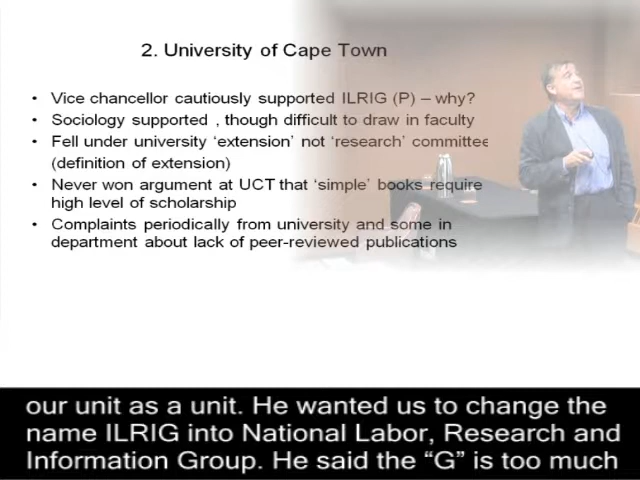 2. University of Cape Town
• Vice chancellor cautiously supported ILRIG (P) – why?
• Sociology supported , though difficult to draw in faculty
• Fell under university ‘extension’ not ‘research’ committee
(definition of extension)
• Never won argument at UCT that ‘simple’ books require
high level of scholarship
• Complaints periodically from university and some in
department about lack of peer-reviewed publications
our unit as a unit. He wanted us to change the
name ILRIG into National Labor, Research and
Information Group. He said the “G” is too much